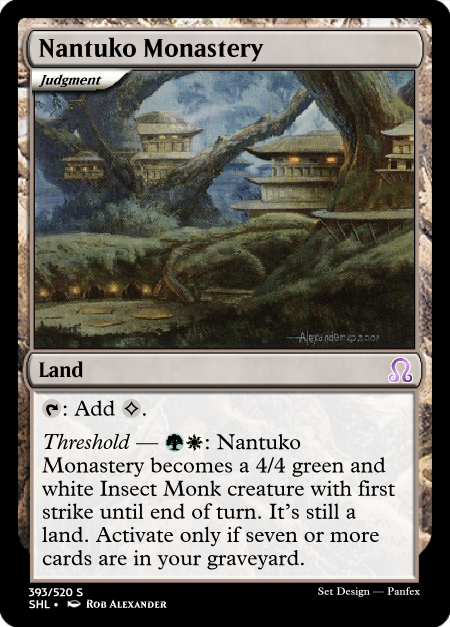 Nantuko Monastery
Judgment
Alexander ©2001
Land
: Add .
Threshold — : Nantuko
Monastery becomes a 4/4 green and
white Insect Monk creature with first
strike until end of turn. It's still a
land. Activate only if seven or more
cards are in your graveyard.
393/520 S
Set Design — Panfex
SHL • Rob Alexander